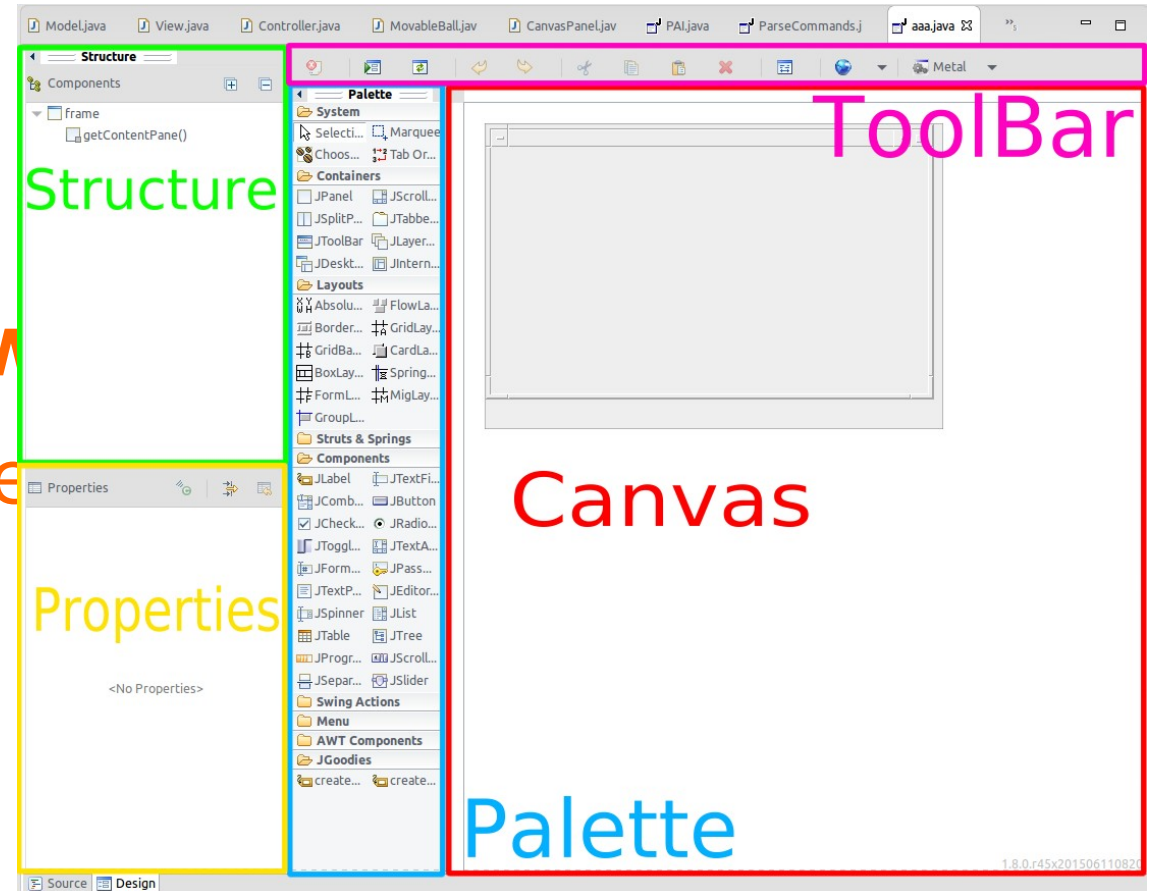 Model.java View.java Controller.java MovableBall.jav CanvasPanel.jav PAI.java ParseCommands.j aaa.java
Structure
Components
frame
getContentPane()
Structure
Properties
Properties
<No Properties>
Source Design
Metal
ToolBar
Palette
System
Selecti... Marquee
Choos... Tab Or...
Containers
JPanel JScroll...
JSplitP... JTabbe...
JToolBar JLayer...
JDeskt... JIntern...
Layouts
Absolu... FlowLa...
Border... GridLay...
GridBa... CardLa...
BoxLay... Spring...
FormL... MigLay...
GroupL...
Struts & Springs
Components
JLabel JTextFi...
JComb... JButton
JCheck... JRadio...
JToggl... JTextA...
JForm... JPass...
JTextP... JEditor...
JSpinner JList
JTable JTree
JProgr... JScroll...
JSepar... JSlider
Swing Actions
Menu
AWT Components
JGoodies
create... create...
Palette
Canvas
1.8.0.r45x201506110820